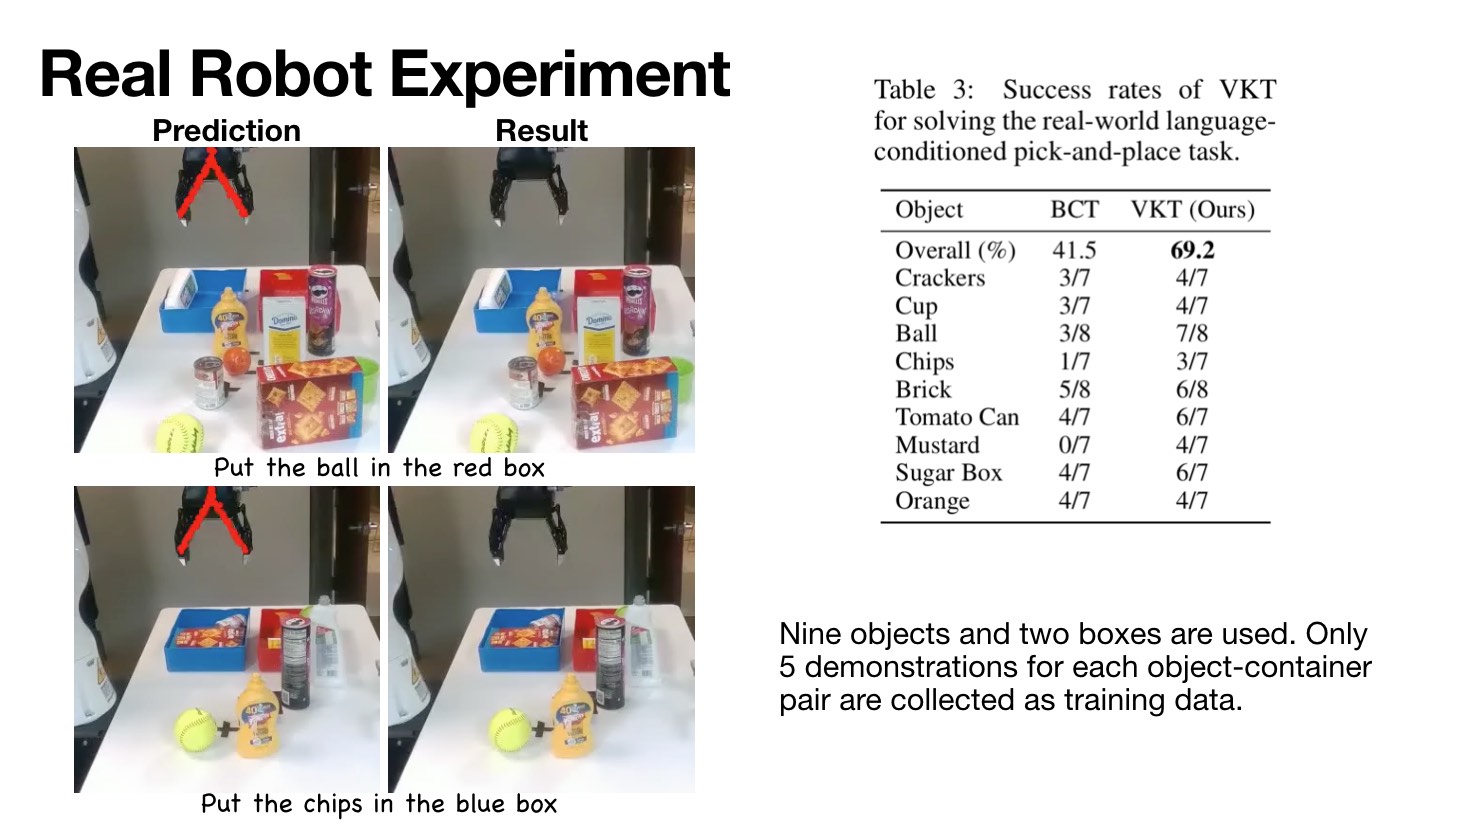 Real Robot Experiment
Prediction
Result
Put the ball in the red box
Put the chips in the blue box
Table 3: Success rates of VKT
for solving the real-world language-
conditioned pick-and-place task.
Object BCT VKT (Ours)
Overall (%) 41.5 69.2
Crackers 3/7 4/7
Cup 3/7 4/7
Ball 3/8 7/8
Chips 1/7 3/7
Brick 5/8 6/8
Tomato Can 4/7 6/7
Mustard 0/7 4/7
Sugar Box 4/7 6/7
Orange 4/7 4/7
Nine objects and two boxes are used. Only
5 demonstrations for each object-container
pair are collected as training data.